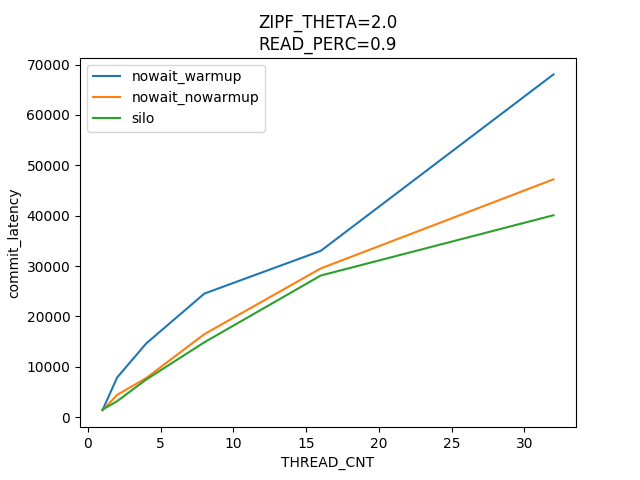 ZIPF_THETA=2.0
READ_PERC=0.9
nowait_warmup
nowait_nowarmup
silo
commit_latency
70000
60000
50000
40000
30000
20000
10000
0
0 5 10 15 20 25 30
THREAD_CNT